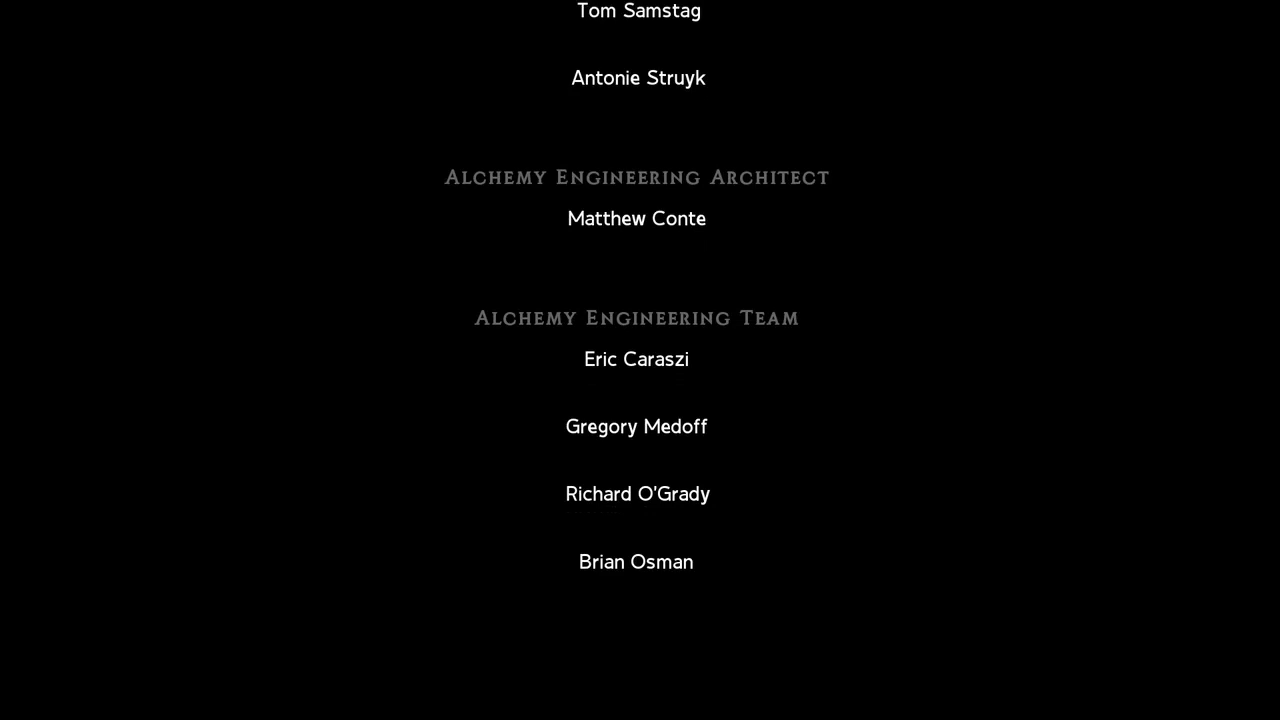 Tom Samstag
Antonie Struyk
Alchemy Engineering Architect
Matthew Conte
Alchemy Engineering Team
Eric Caraszi
Gregory Medoff
Richard O'Grady
Brian Osman